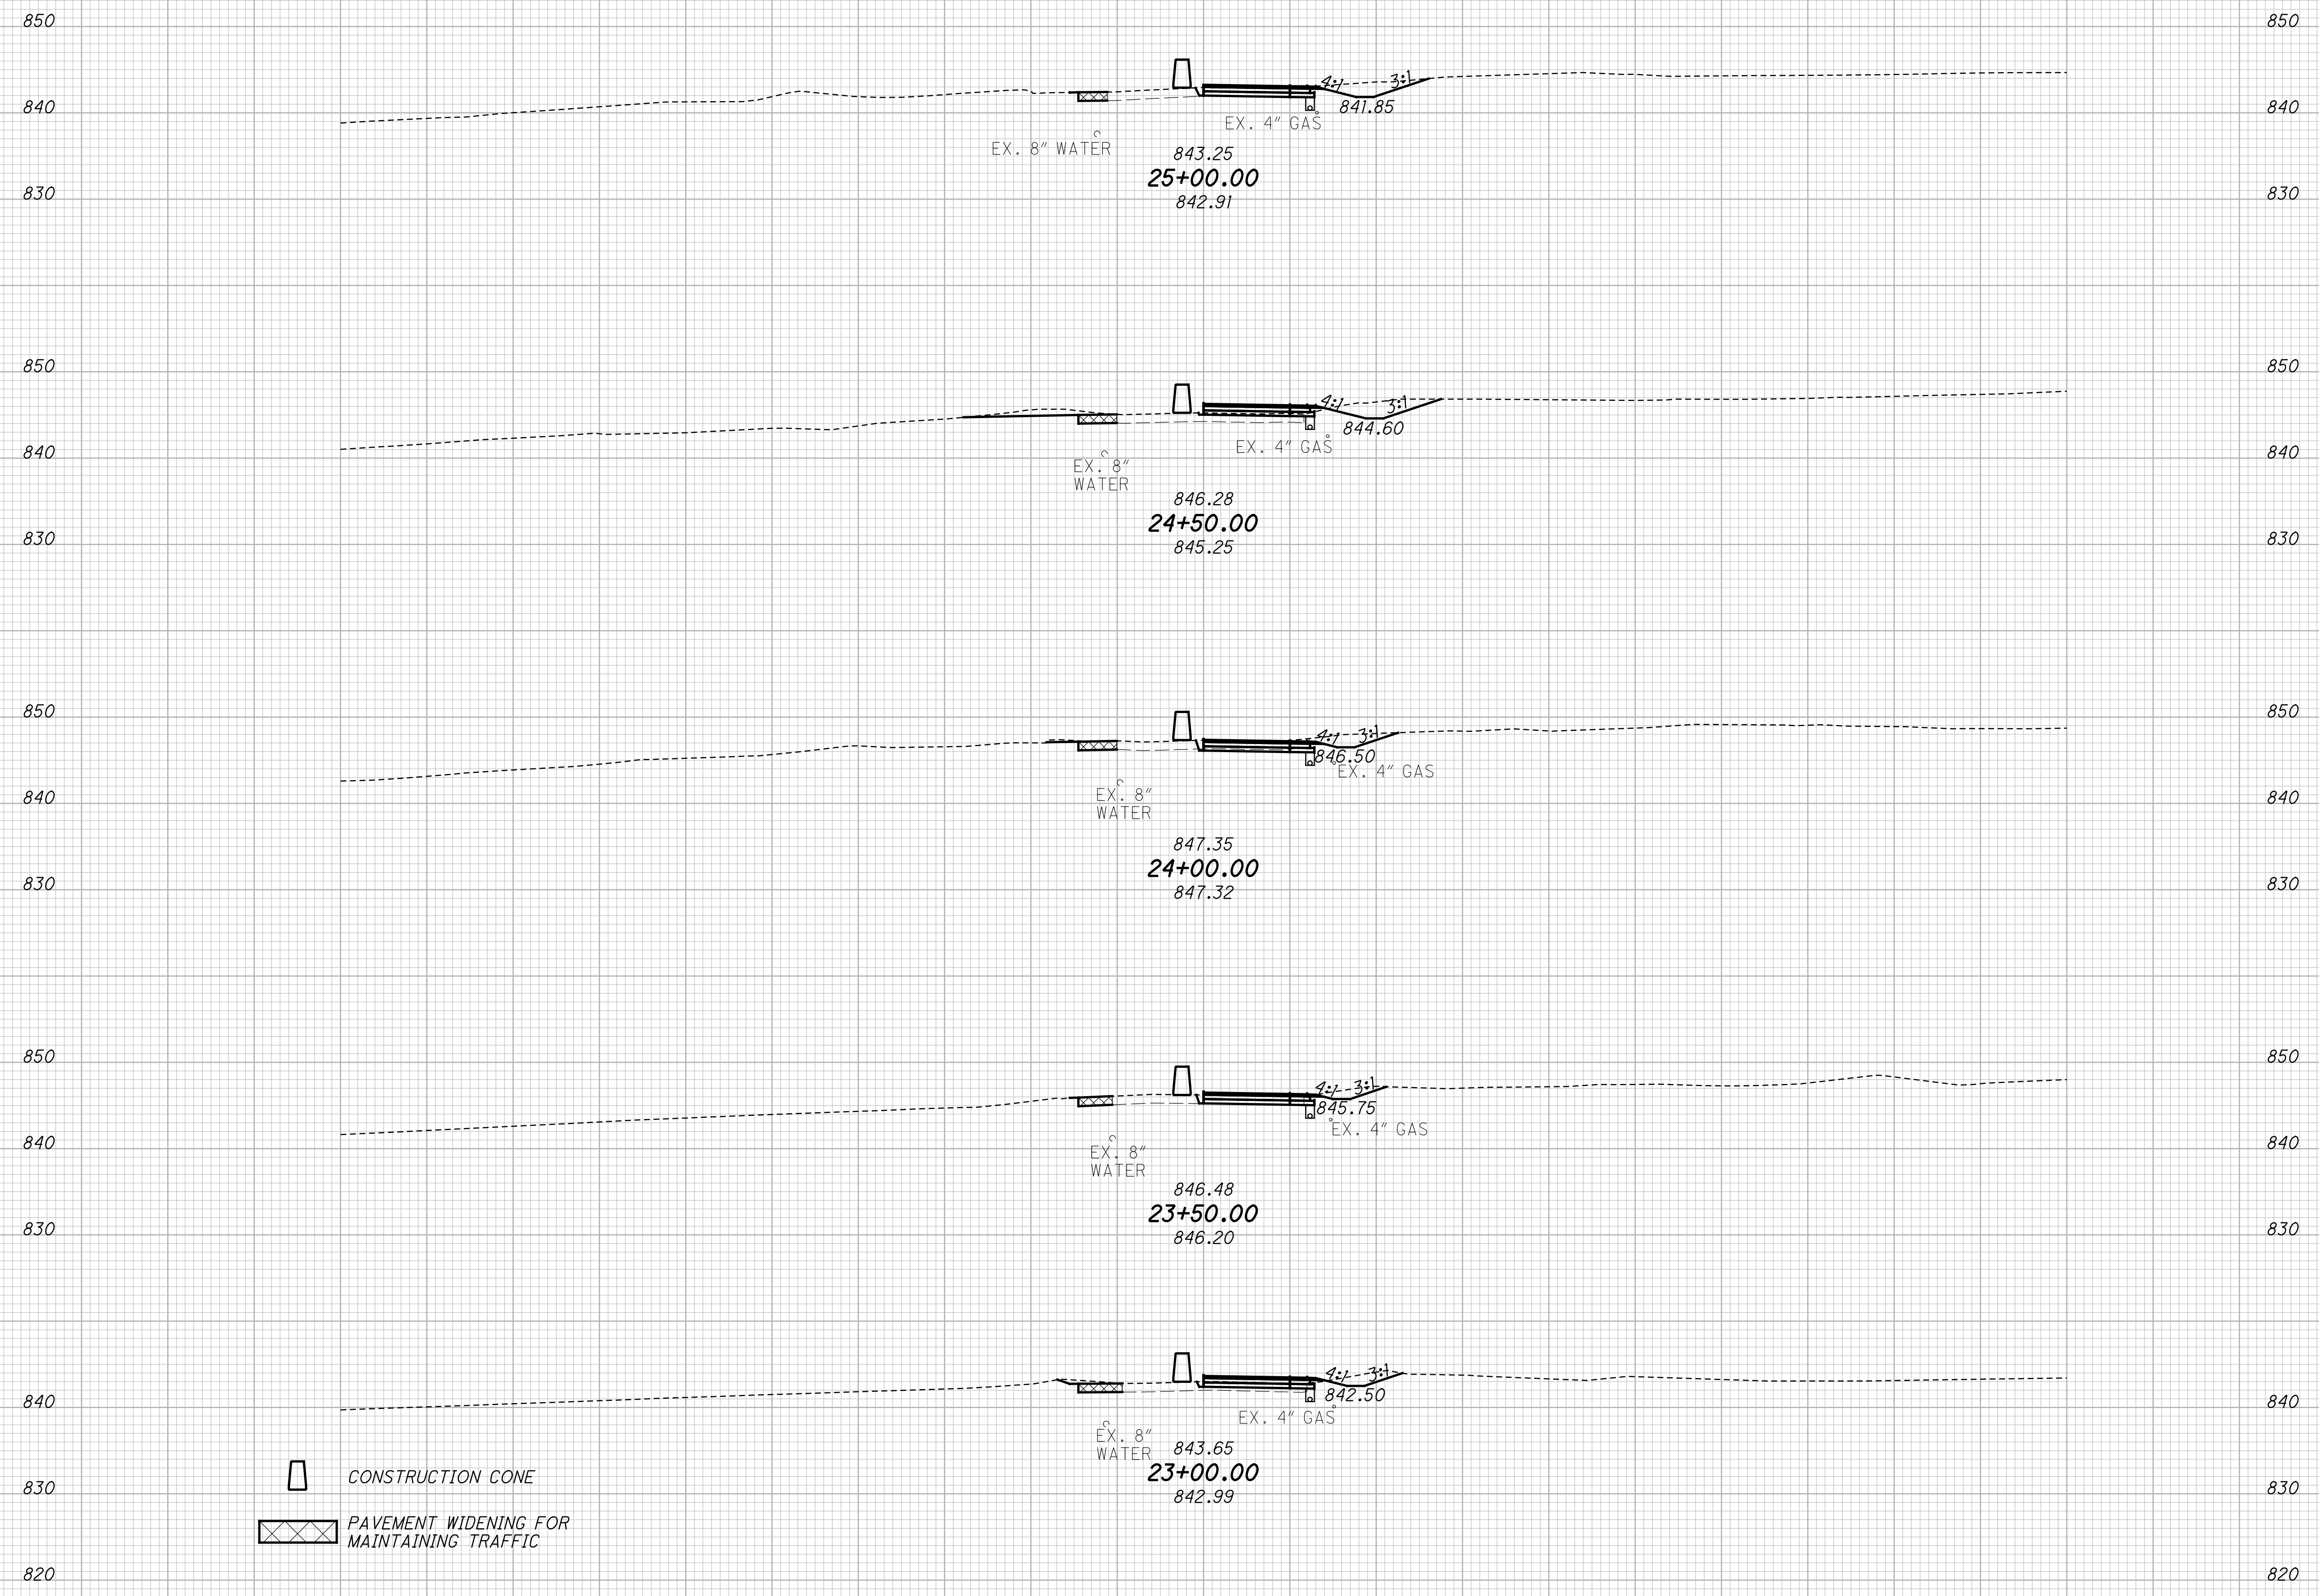 850 850
4:1 3:1
840 841.85 840
EX. 4" GAS
EX. 8" WATER
843.25
25+00.00
830 830
842.91
850 850
4:1 3:1
844.60
EX. 4" GAS
840 840
EX. 8"
WATER
846.28
24+50.00
830 830
845.25
850 850
4:1 3:1
846.50
EX. 4" GAS
840 840
EX. 8"
WATER
847.35
24+00.00
830 830
847.32
850 850
4:1 3:1
845.75
EX. 4" GAS
840 840
EX. 8"
WATER
846.48
23+50.00
830 830
846.20
4:1 3:1
842.50
840 840
EX. 4" GAS
EX. 8"
WATER
843.65
23+00.00
CONSTRUCTION CONE
830 830
842.99
PAVEMENT WIDENING FOR
MAINTAINING TRAFFIC
820 820